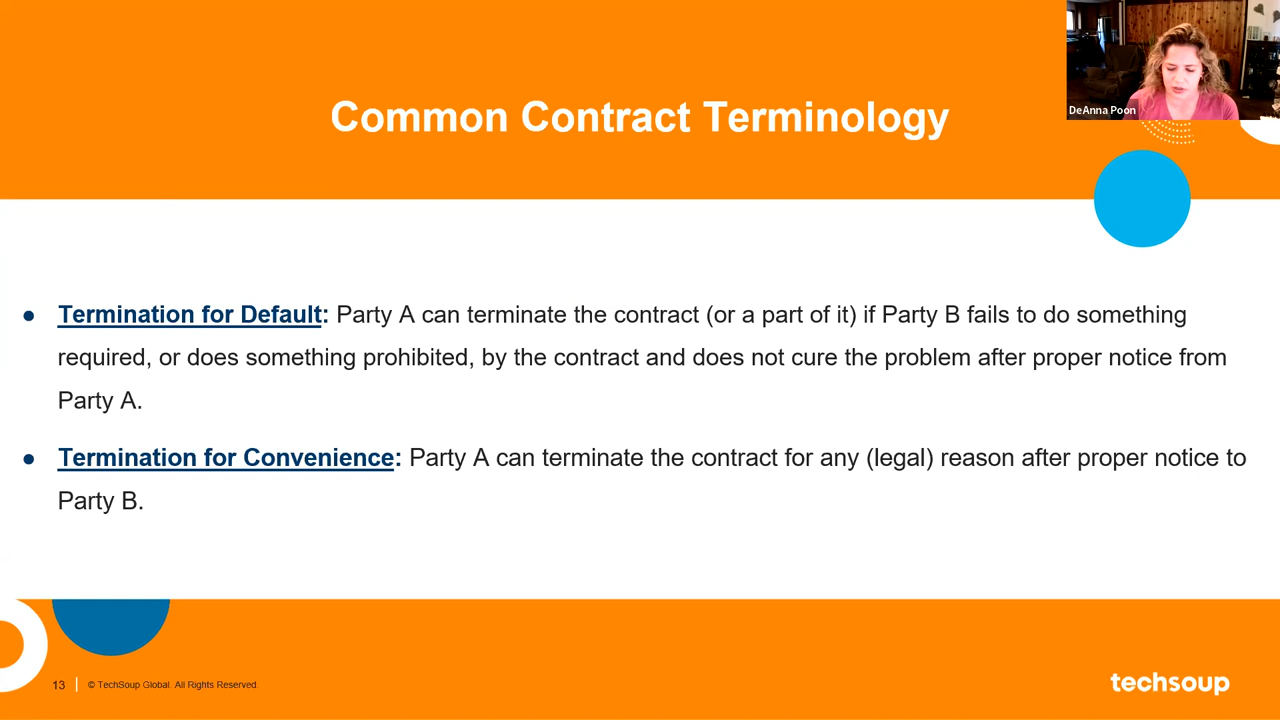 DeAnna Poon
Common Contract Terminology
● Termination for Default: Party A can terminate the contract (or a part of it) if Party B fails to do something
required, or does something prohibited, by the contract and does not cure the problem after proper notice from
Party A.
● Termination for Convenience: Party A can terminate the contract for any (legal) reason after proper notice to
Party B.
13 | © TechSoup Global. All Rights Reserved.
techsoup